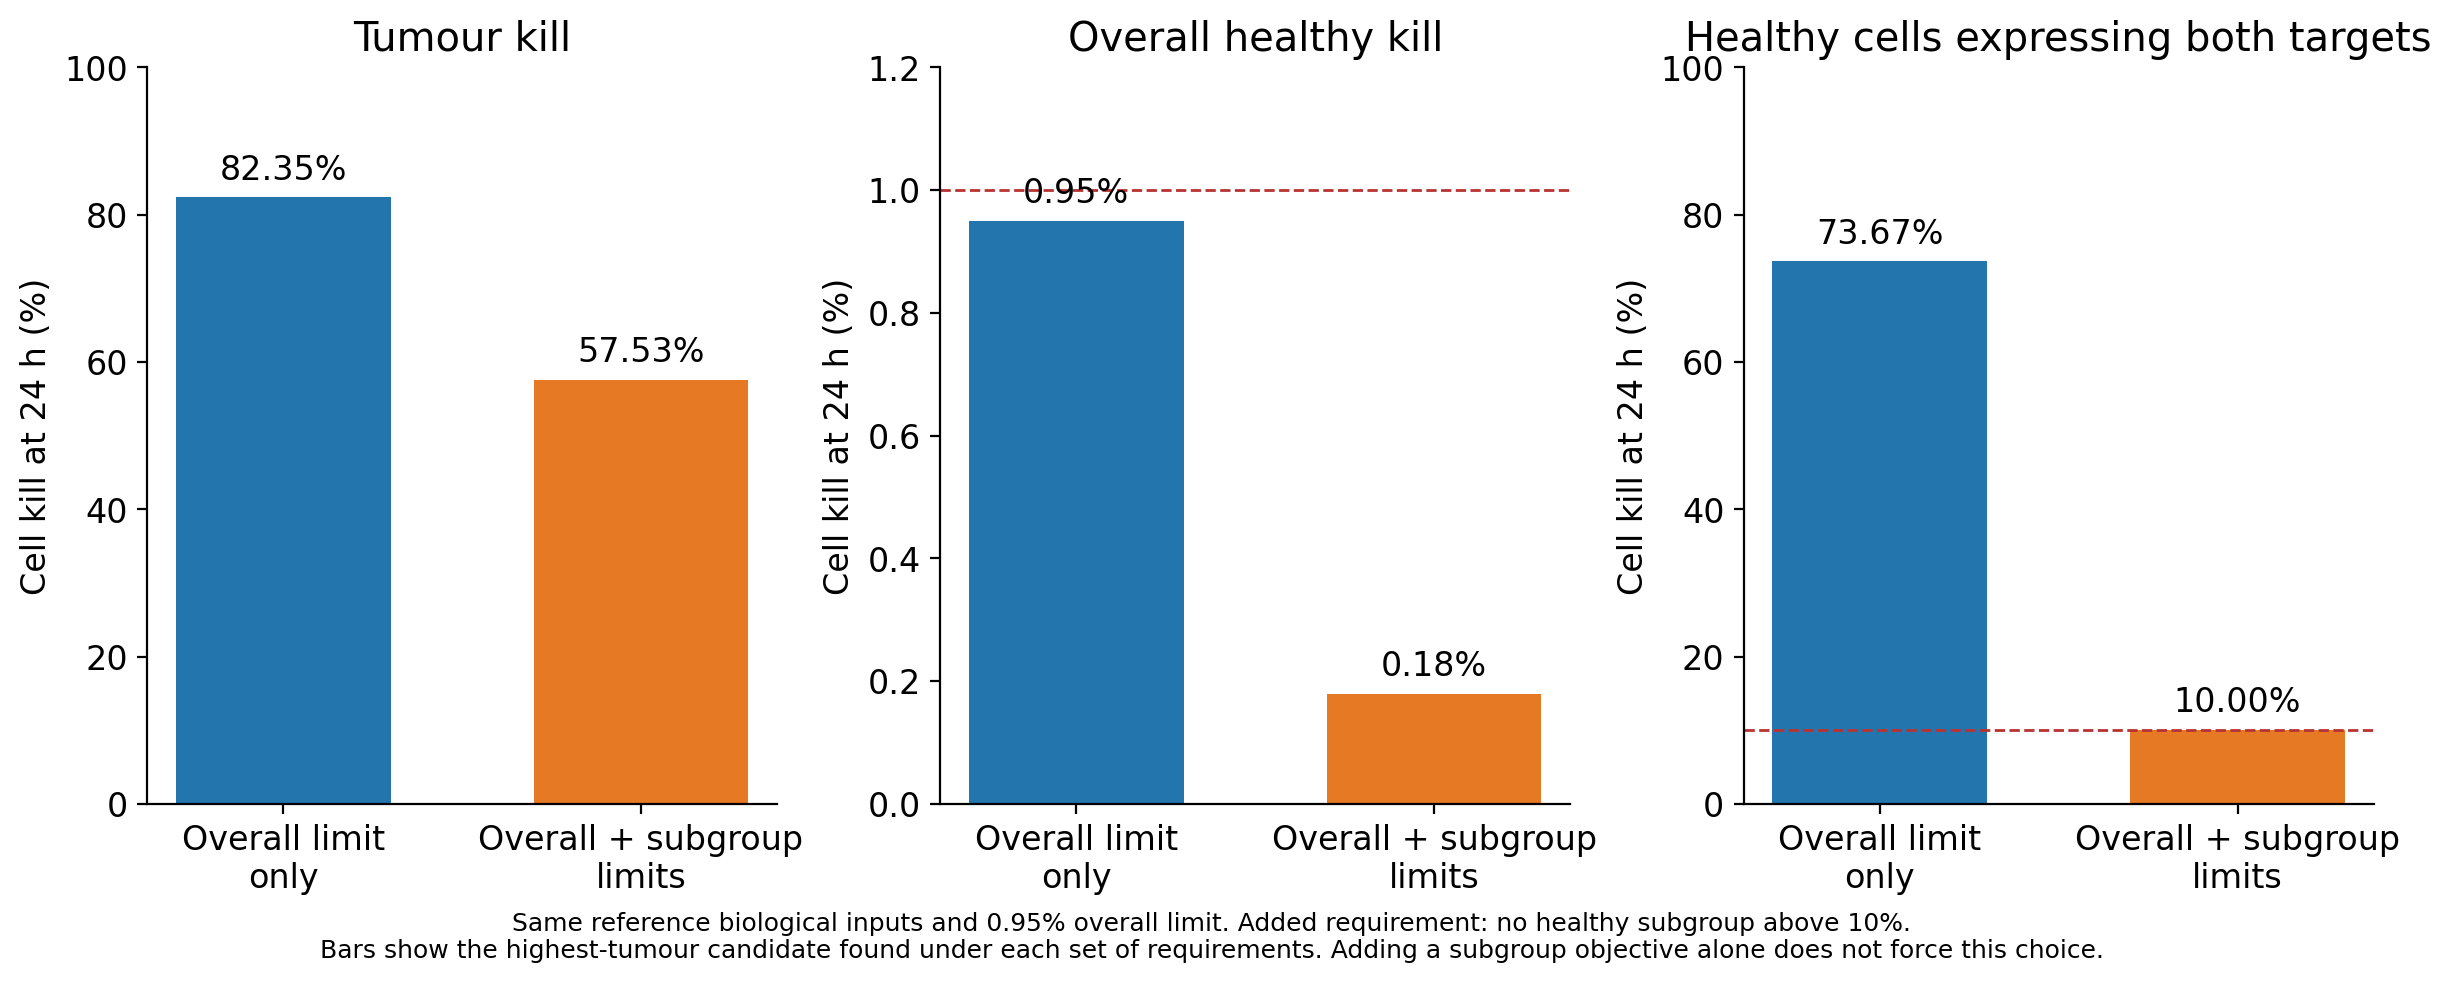 Tumour kill
Cell kill at 24 h (%)
100
80
60
40
20
0
82.35%
57.53%
Overall limit
only
Overall + subgroup
limits
Overall healthy kill
Cell kill at 24 h (%)
1.2
1.0
0.8
0.6
0.4
0.2
0.0
0.95%
0.18%
Overall limit
only
Overall + subgroup
limits
Healthy cells expressing both targets
Cell kill at 24 h (%)
100
80
60
40
20
0
73.67%
10.00%
Overall limit
only
Overall + subgroup
limits
Same reference biological inputs and 0.95% overall limit. Added requirement: no healthy subgroup above 10%.
Bars show the highest-tumour candidate found under each set of requirements. Adding a subgroup objective alone does not force this choice.